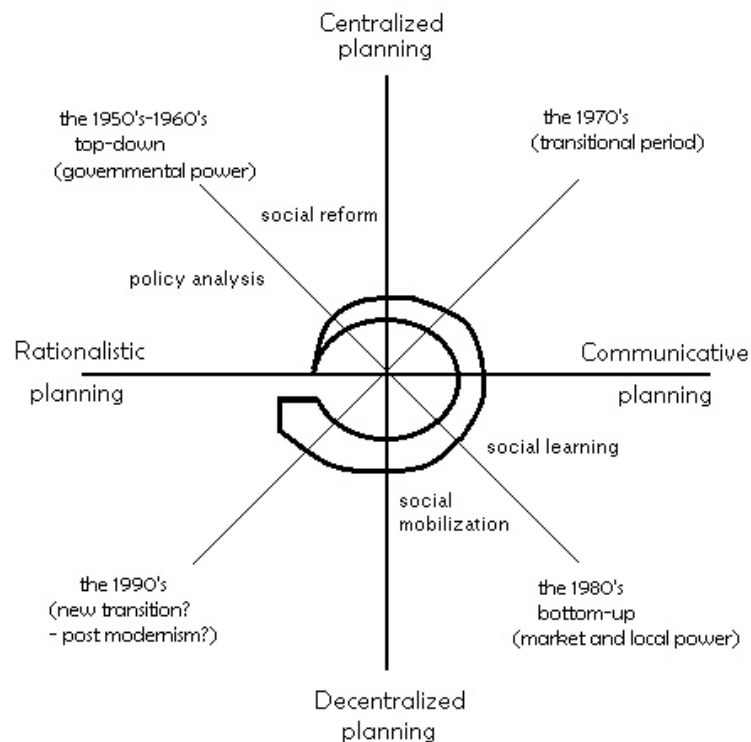 Centralized
planning
the 1950's-1960's
top-down
(governmental power)
the 1970's
(transitional period)
social reform
policy analysis
Rationalistic
planning
Communicative
planning
social learning
social
mobilization
the 1990's
(new transition?
- post modernism?)
the 1980's
bottom-up
(market and local power)
Decentralized
planning